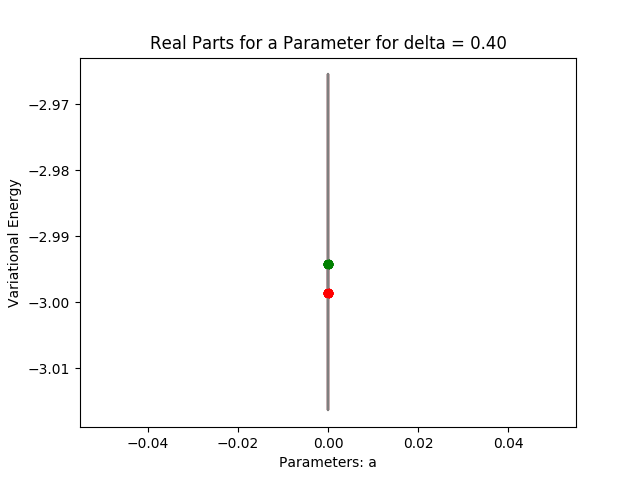 Real Parts for a Parameter for delta = 0.40
−2.97
−2.98
−2.99
−3.00
−3.01
Variational Energy
−0.04 −0.02 0.00 0.02 0.04
Parameters: a